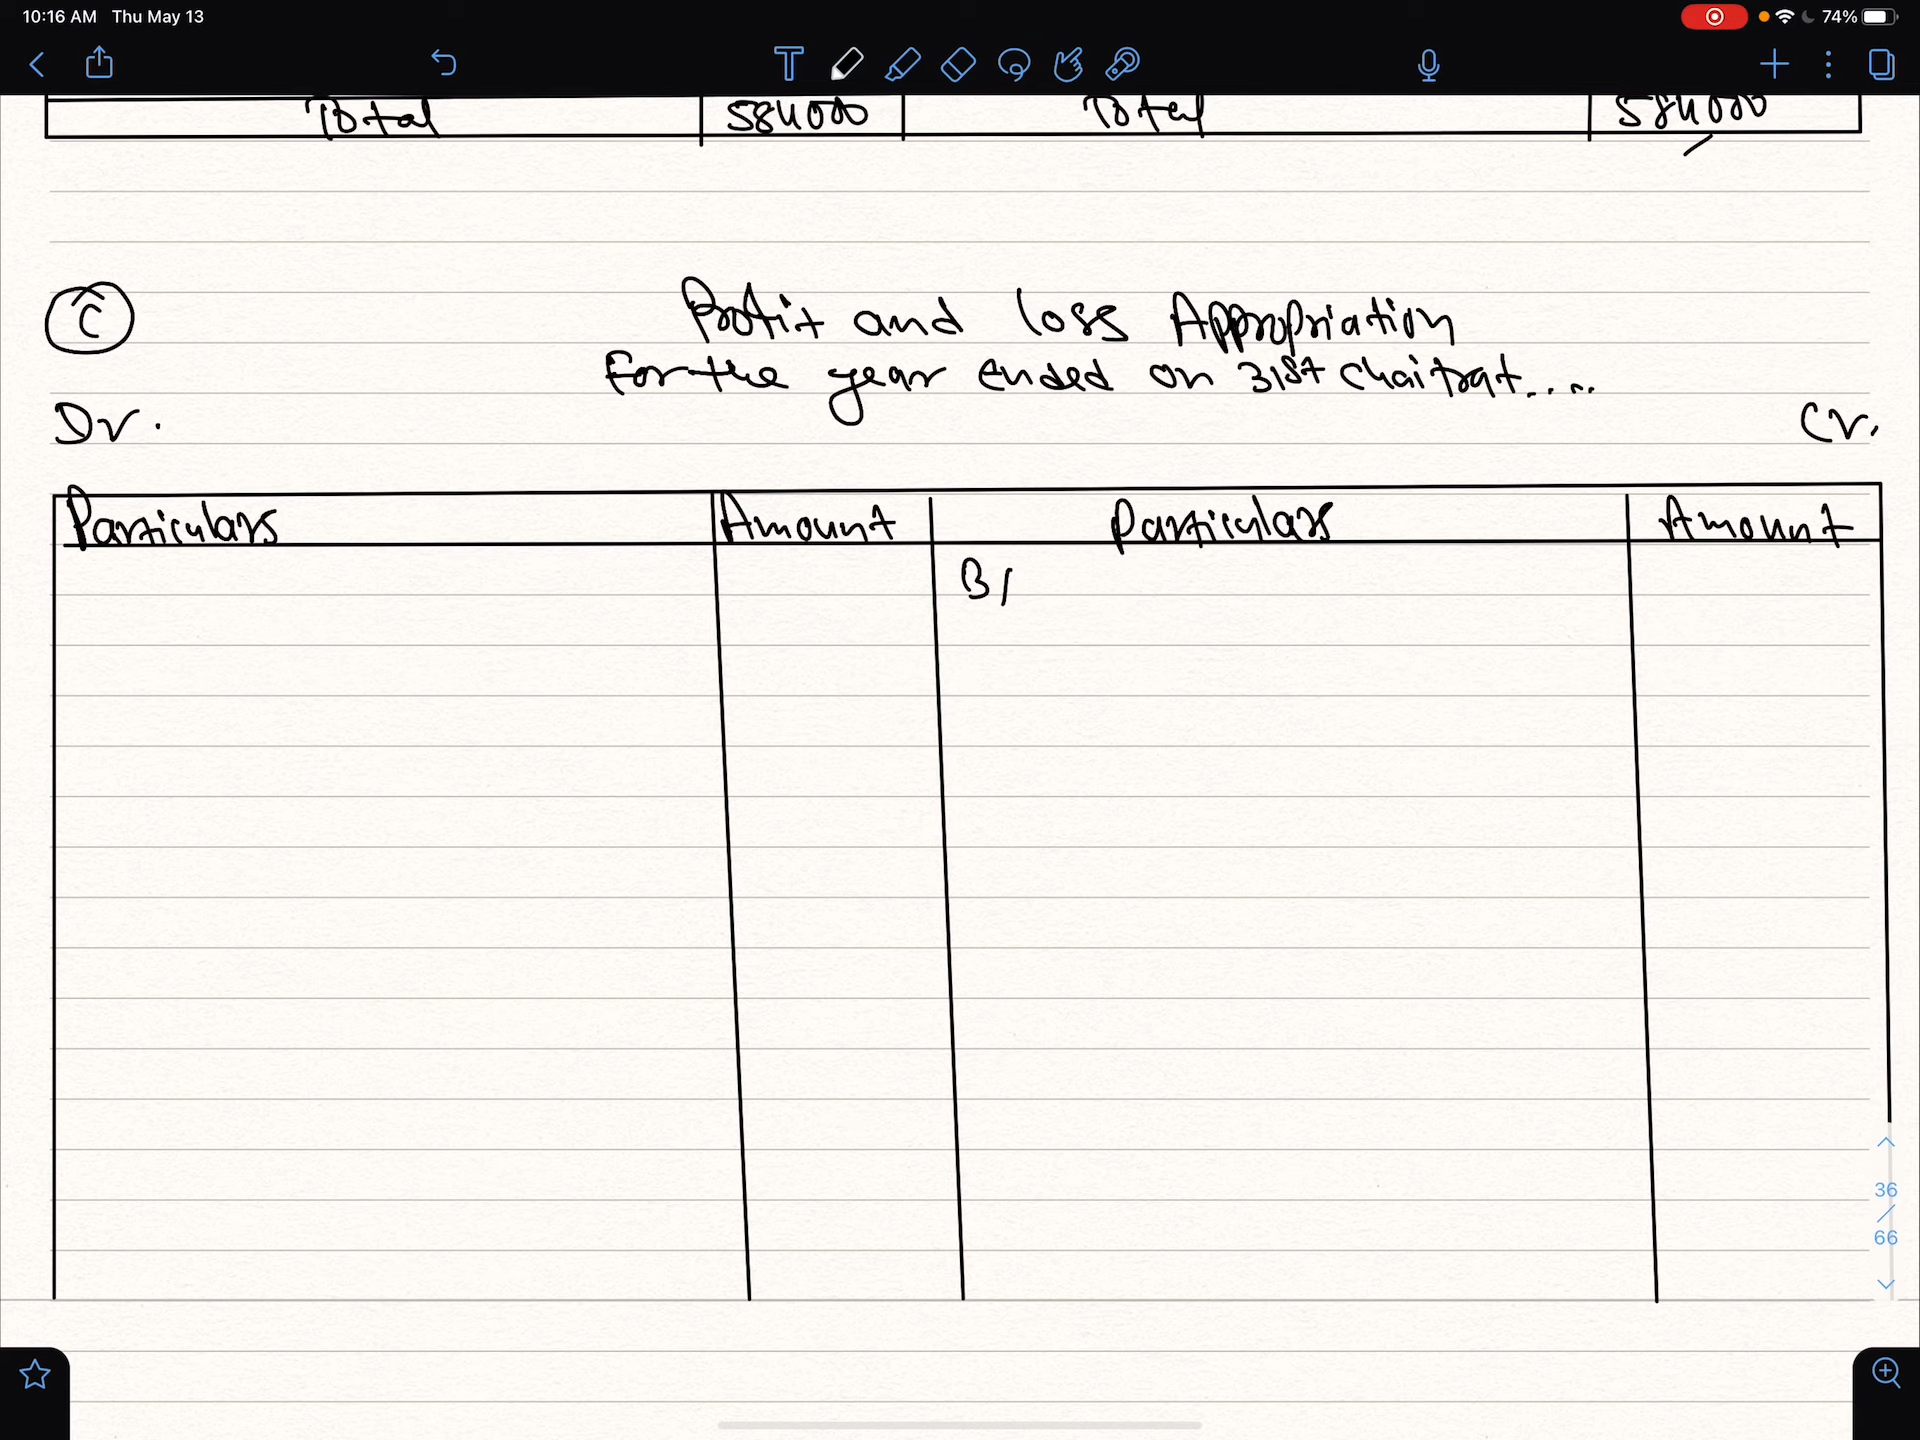 10:16 AM Thu May 13
74%
Total 584000 Total 584000
C
Profit and loss Appropriation
For the year ended on 31st chaitrat.....
Dr. Cr.
Particulars Amount Particulars Amount
B/
36
/
66